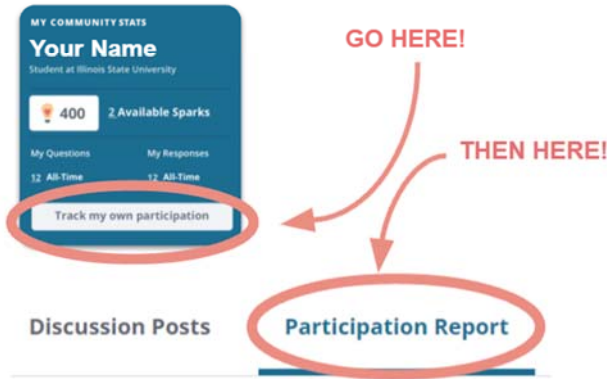 MY COMMUNITY STATS
Your Name
Student at Illinois State University
400 2 Available Sparks
My Questions My Responses
12 All-Time 12 All-Time
Track my own participation
GO HERE!
THEN HERE!
Discussion Posts Participation Report